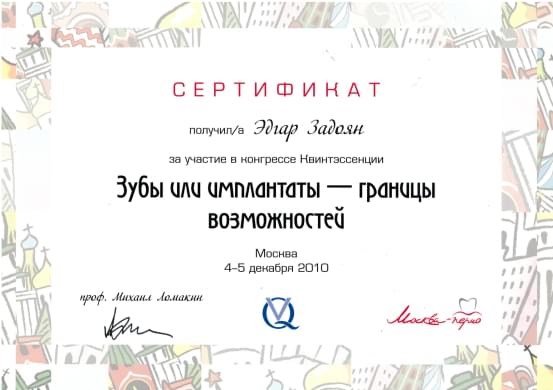 СЕРТИФИКАТ
получил/а Эдгар Задоян
за участие в конгрессе Квинтэссенции
Зубы или имплантаты — границы
возможностей
Москва
4-5 декабря 2010
проф. Михаил Ломакин
VQ
Москва-перио